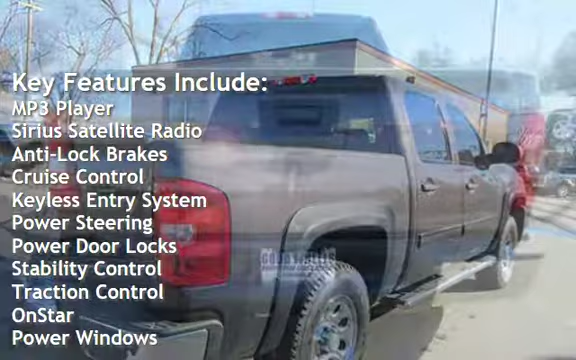 Key Features Include:
MP3 Player
Sirius Satellite Radio
Anti-Lock Brakes
Cruise Control
Keyless Entry System
Power Steering
Power Door Locks
Stability Control
Traction Control
OnStar
Power Windows